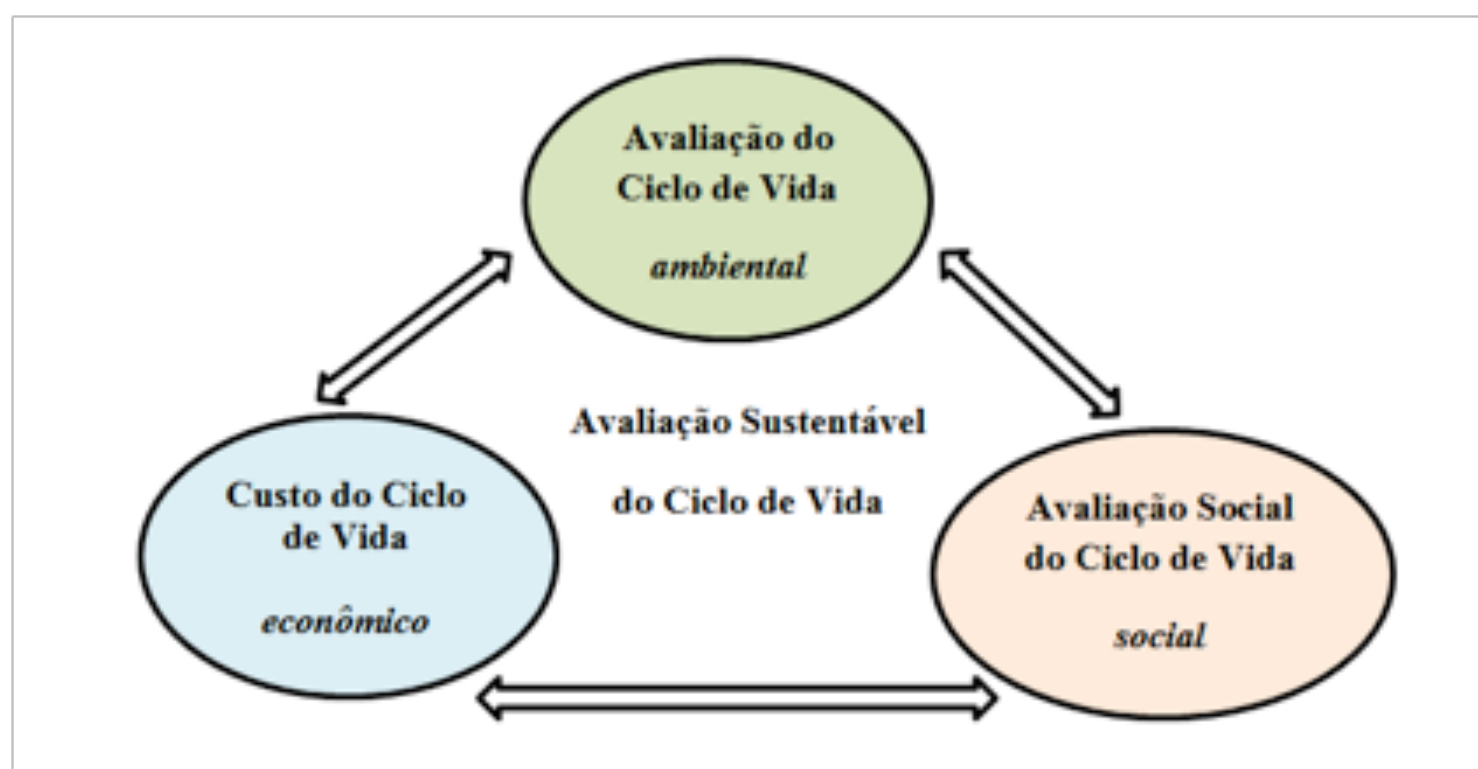 Avaliação do
Ciclo de Vida
ambiental
Avaliação Sustentável
do Ciclo de Vida
Custo do Ciclo
de Vida
econômico
Avaliação Social
do Ciclo de Vida
social